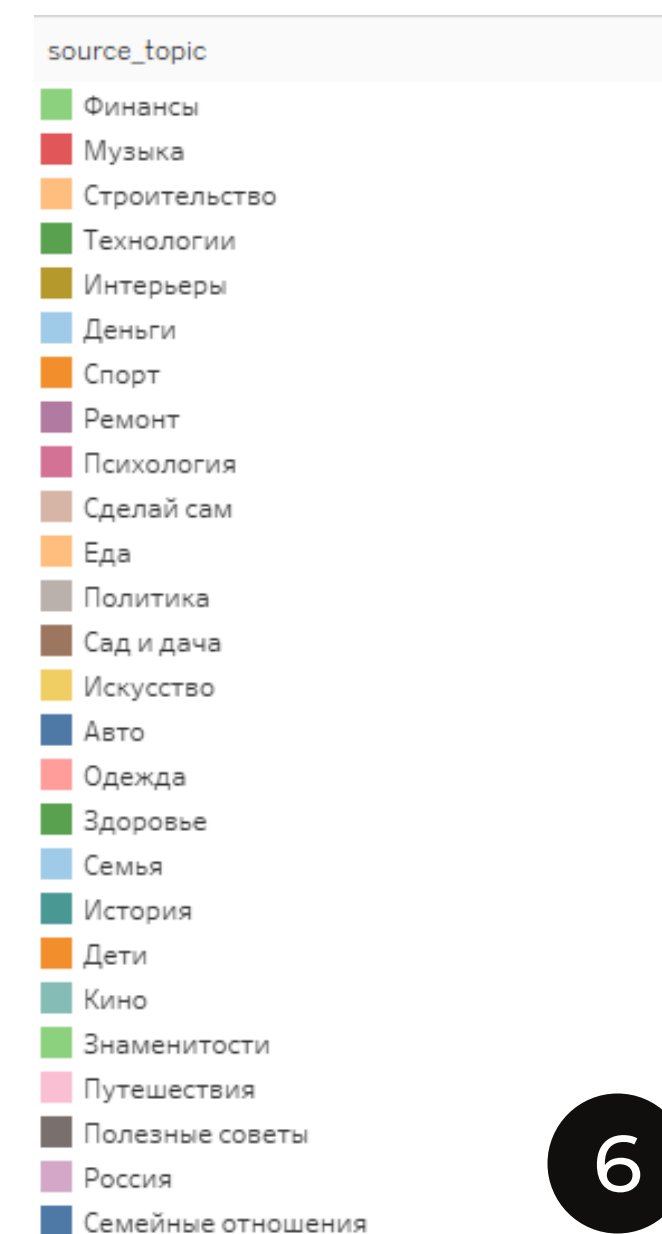 source_topic
Финансы
Музыка
Строительство
Технологии
Интерьеры
Деньги
Спорт
Ремонт
Психология
Сделай сам
Еда
Политика
Сад и дача
Искусство
Авто
Одежда
Здоровье
Семья
История
Дети
Кино
Знаменитости
Путешествия
Полезные советы
Россия
Семейные отношения
6